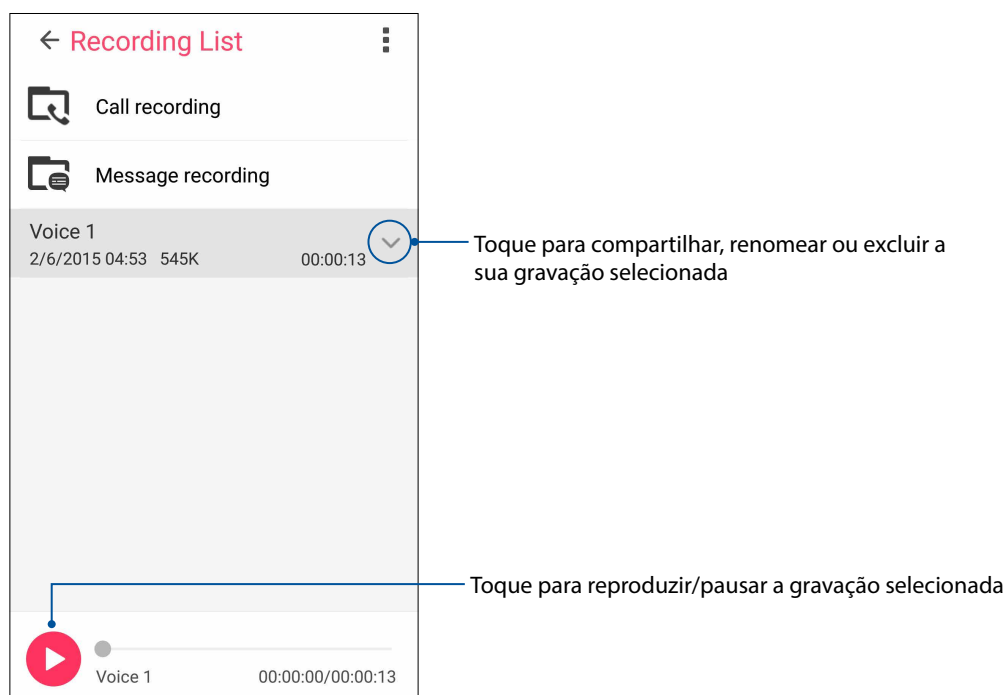 Recording List
Call recording
Message recording
Voice 1
2/6/2015 04:53 545K 00:00:13
Toque para compartilhar, renomear ou excluir a
sua gravação selecionada
Toque para reproduzir/pausar a gravação selecionada
Voice 1 00:00:00/00:00:13